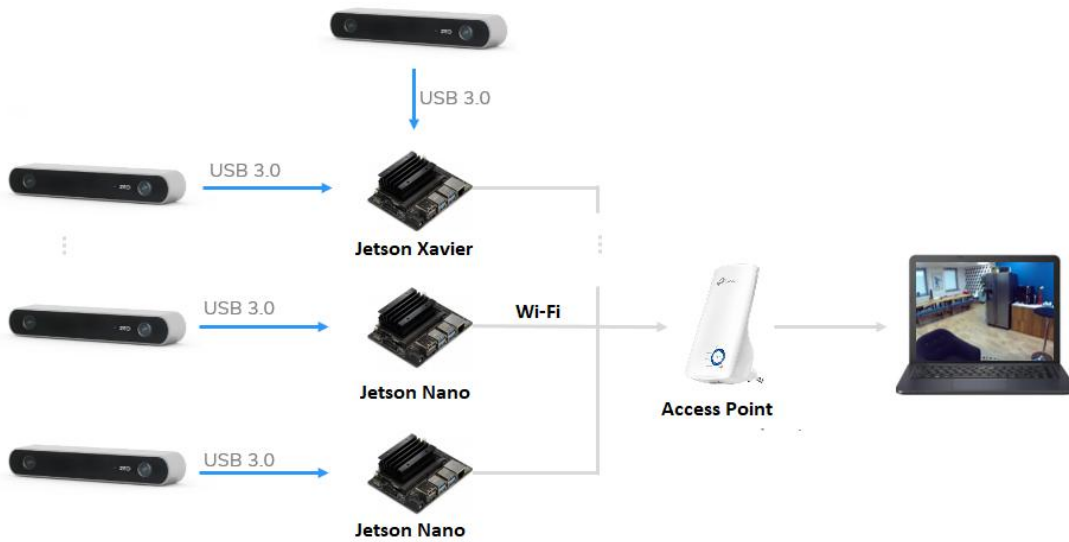 USB 3.0
USB 3.0
Jetson Xavier
USB 3.0
Wi-Fi
Jetson Nano
Access Point
USB 3.0
Jetson Nano